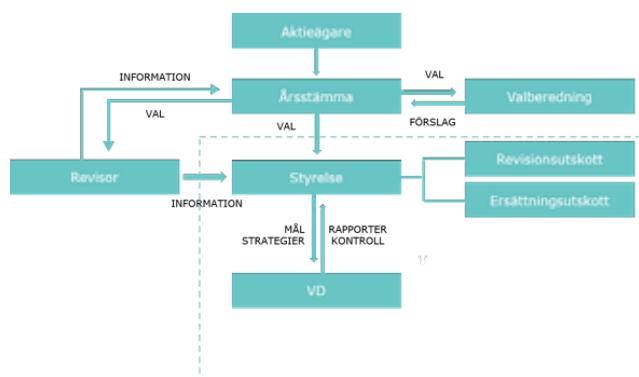 Aktieägare
INFORMATION
VAL
Årsstämma
Valberedning
VAL
FÖRSLAG
VAL
Revisor
Styrelse
Revisionsutskott
INFORMATION
Ersättningsutskott
MÅL
STRATEGIER
RAPPORTER
KONTROLL
VD